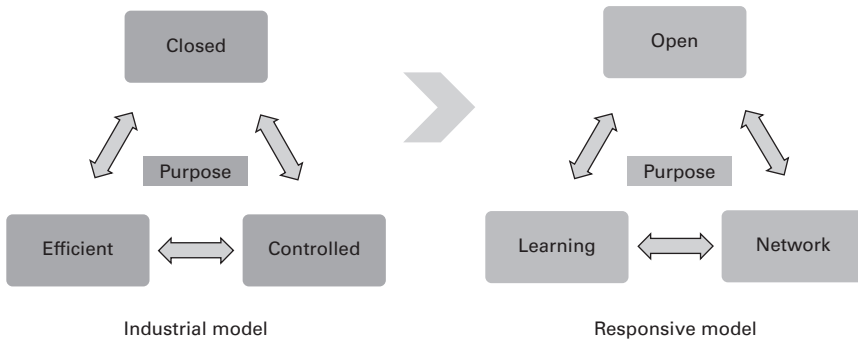 Closed
Purpose
Efficient
Controlled
Industrial model
Open
Purpose
Learning
Network
Responsive model